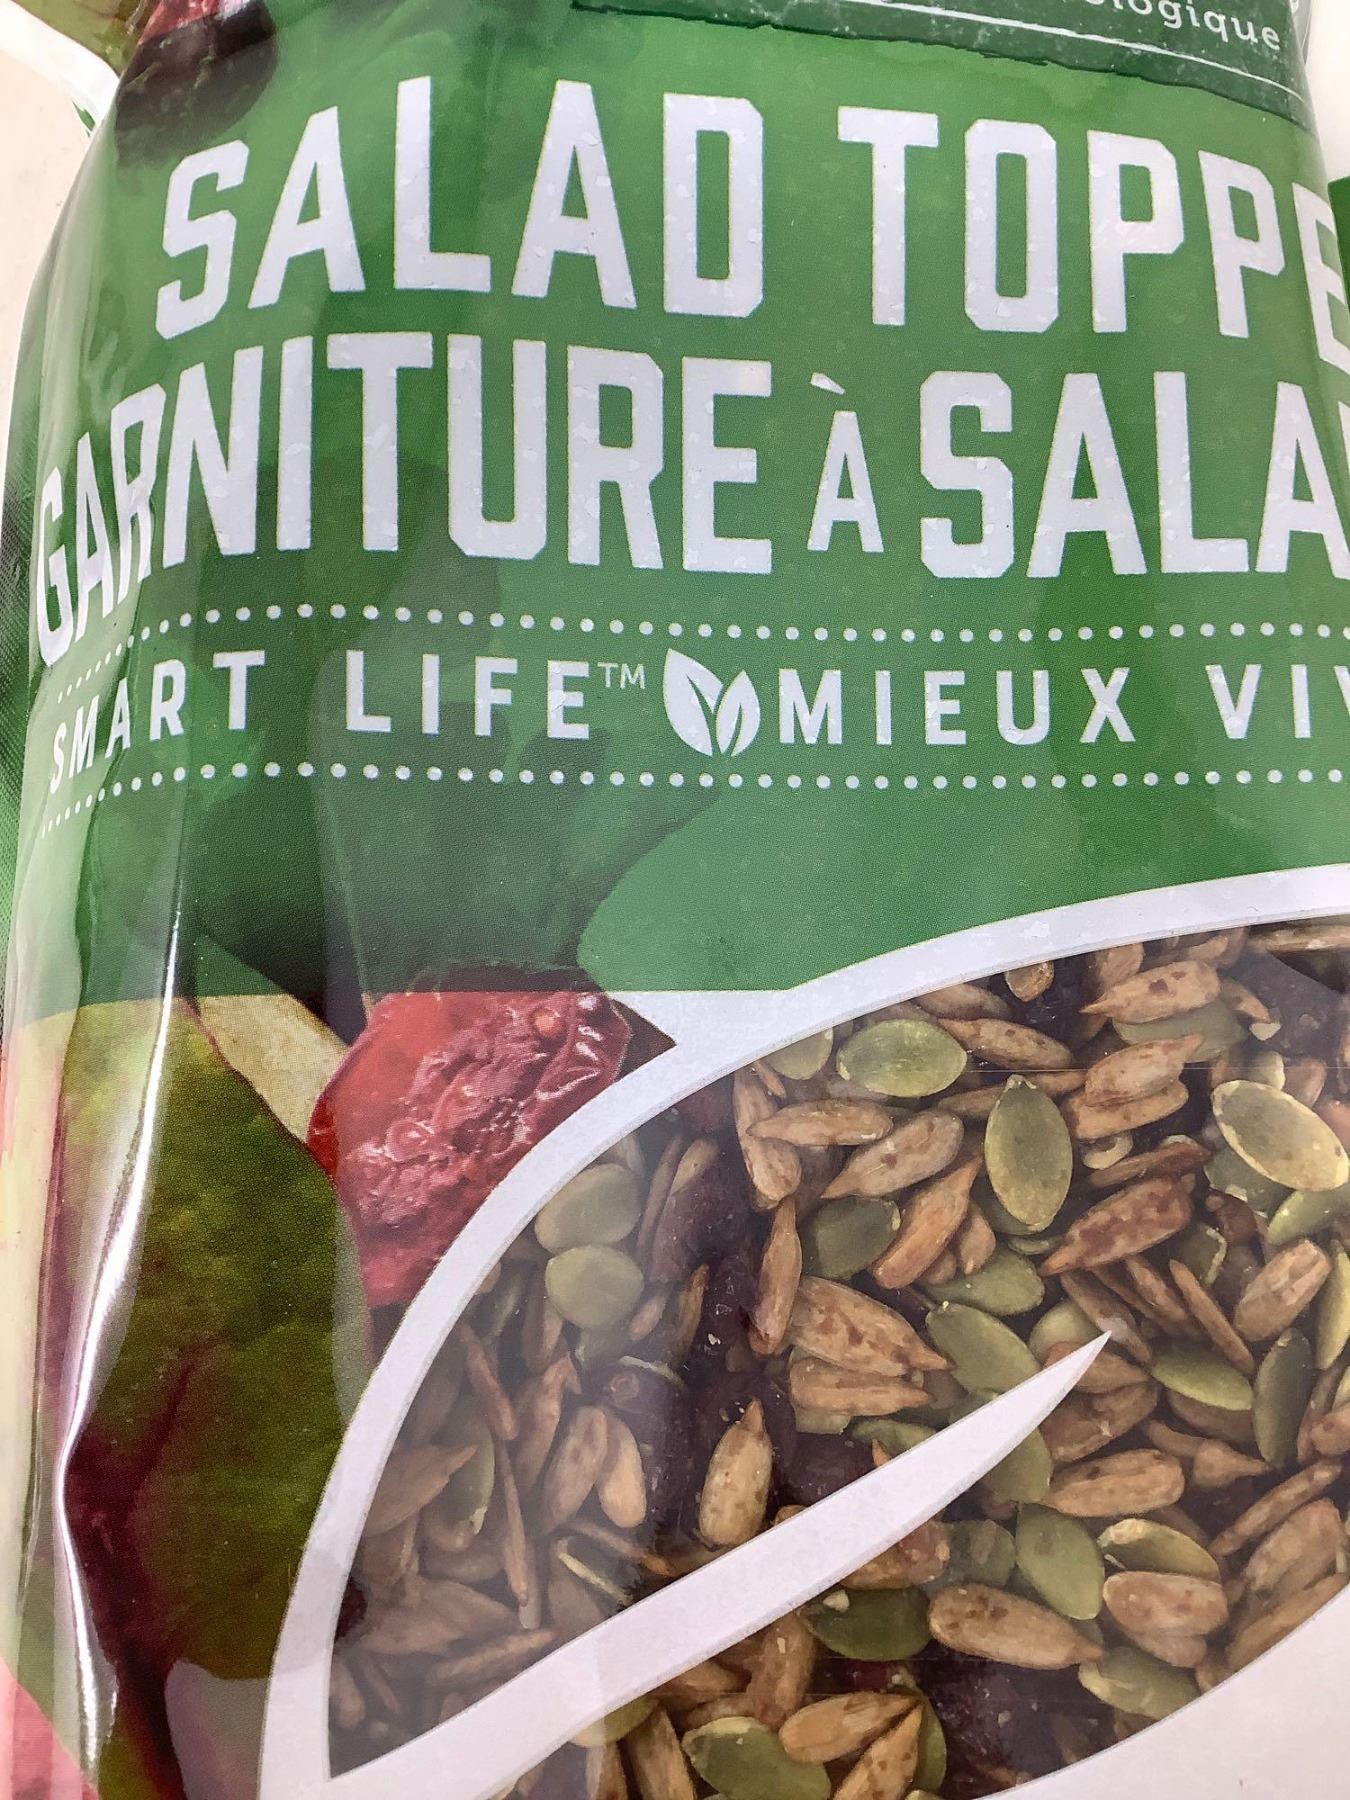 SALAD TOPPE
GARNITURE À SALA
SMART LIFE™ MIEUX VIV